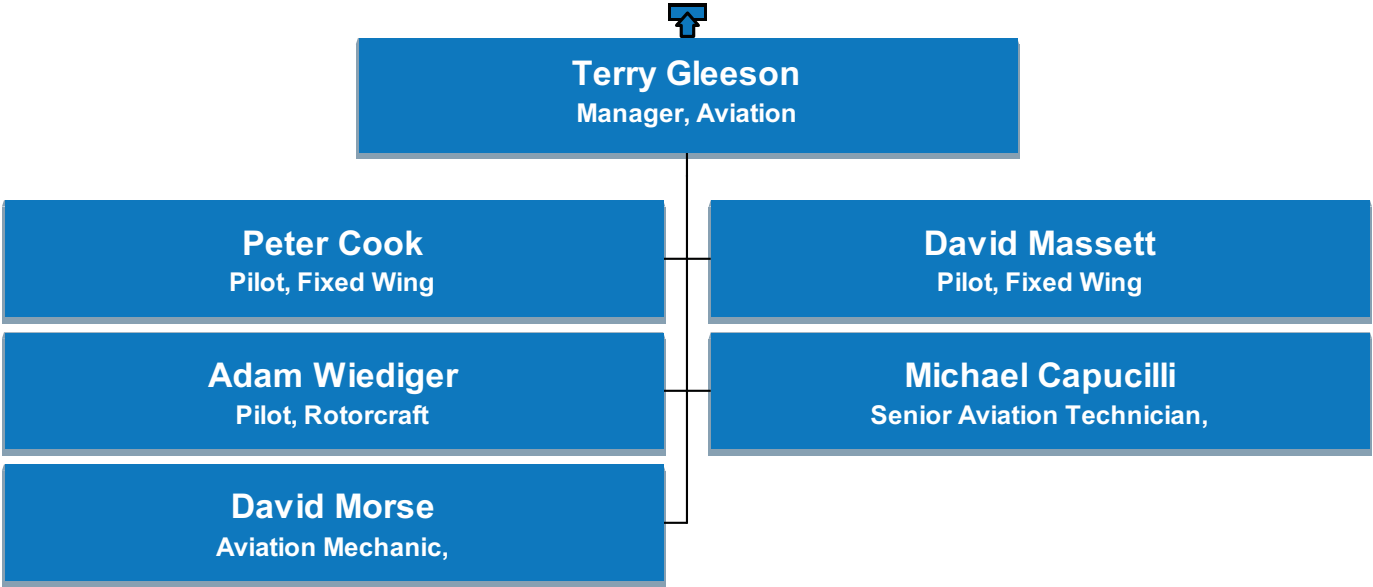 Terry Gleeson
Manager, Aviation
Peter Cook
Pilot, Fixed Wing
David Massett
Pilot, Fixed Wing
Adam Wiediger
Pilot, Rotorcraft
Michael Capucilli
Senior Aviation Technician,
David Morse
Aviation Mechanic,